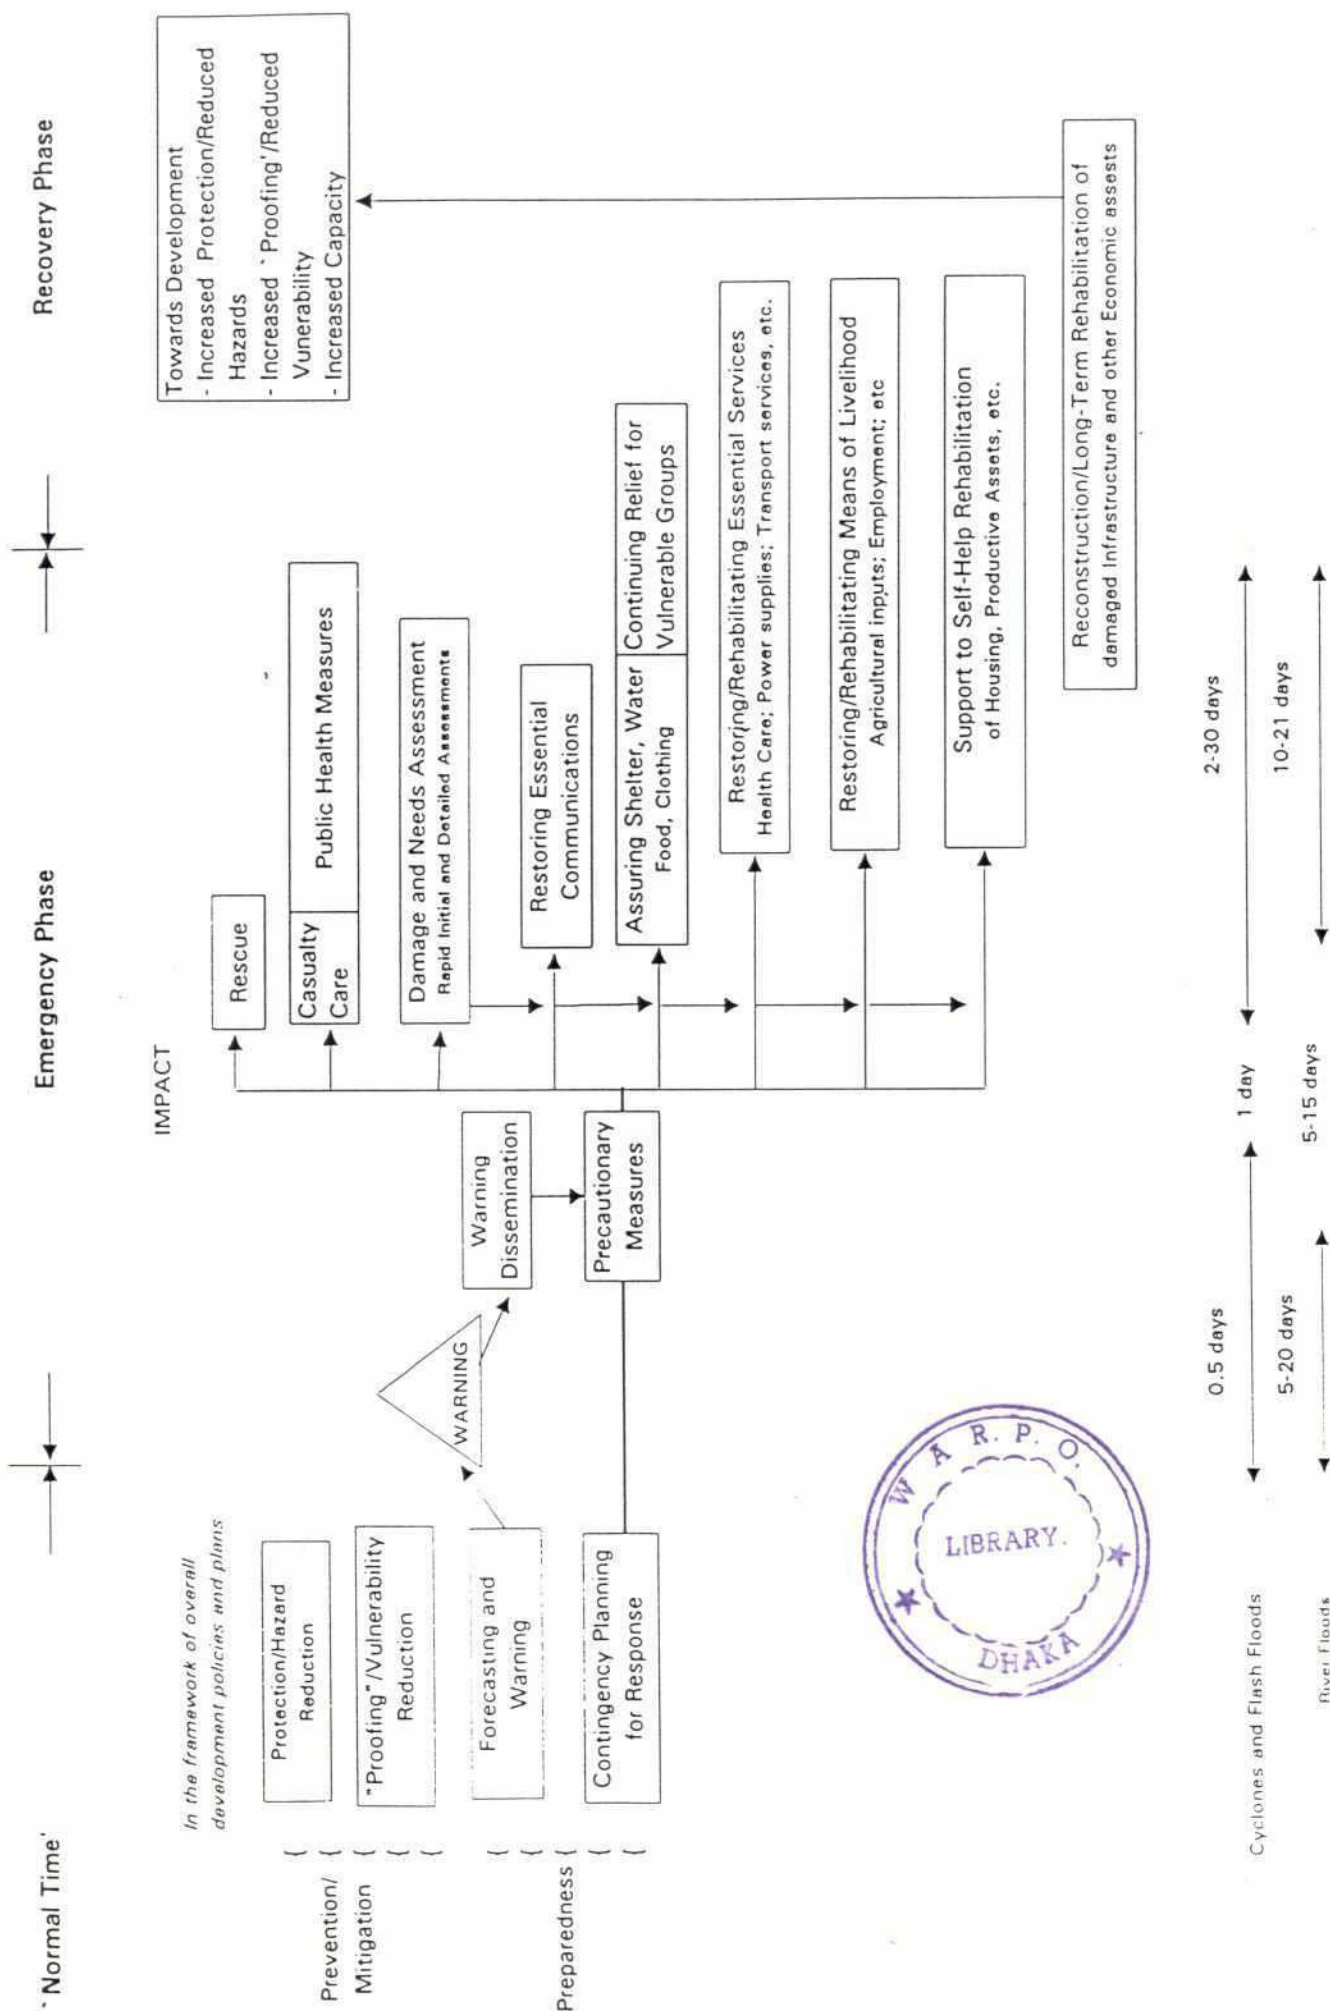 `Normal Time'
Emergency Phase
Recovery Phase
In the framework of overall
development policies and plans
IMPACT
Prevention/
Mitigation
Preparedness
Protection/Hazard
Reduction
"Proofing"/Vulnerability
Reduction
Forecasting and
Warning
Contingency Planning
for Response
WARNING
Warning
Dissemination
Precautionary
Measures
Rescue
Casualty
Care
Public Health Measures
Damage and Needs Assessment
Rapid Initial and Detailed Assessments
Restoring Essential
Communications
Assuring Shelter, Water
Food, Clothing
Continuing Relief for
Vulnerable Groups
Restoring/Rehabilitating Essential Services
Health Care; Power supplies; Transport services, etc.
Restoring/Rehabilitating Means of Livelihood
Agricultural inputs; Employment; etc
Support to Self-Help Rehabilitation
of Housing, Productive Assets, etc.
Reconstruction/Long-Term Rehabilitation of
damaged Infrastructure and other Economic assests
Towards Development
- Increased Protection/Reduced
Hazards
- Increased `Proofing'/Reduced
Vunerability
- Increased Capacity
Cyclones and Flash Floods
0.5 days
1 day
2-30 days
River Floods
5-20 days
5-15 days
10-21 days
W A R. P. O.
LIBRARY.
DHAKA